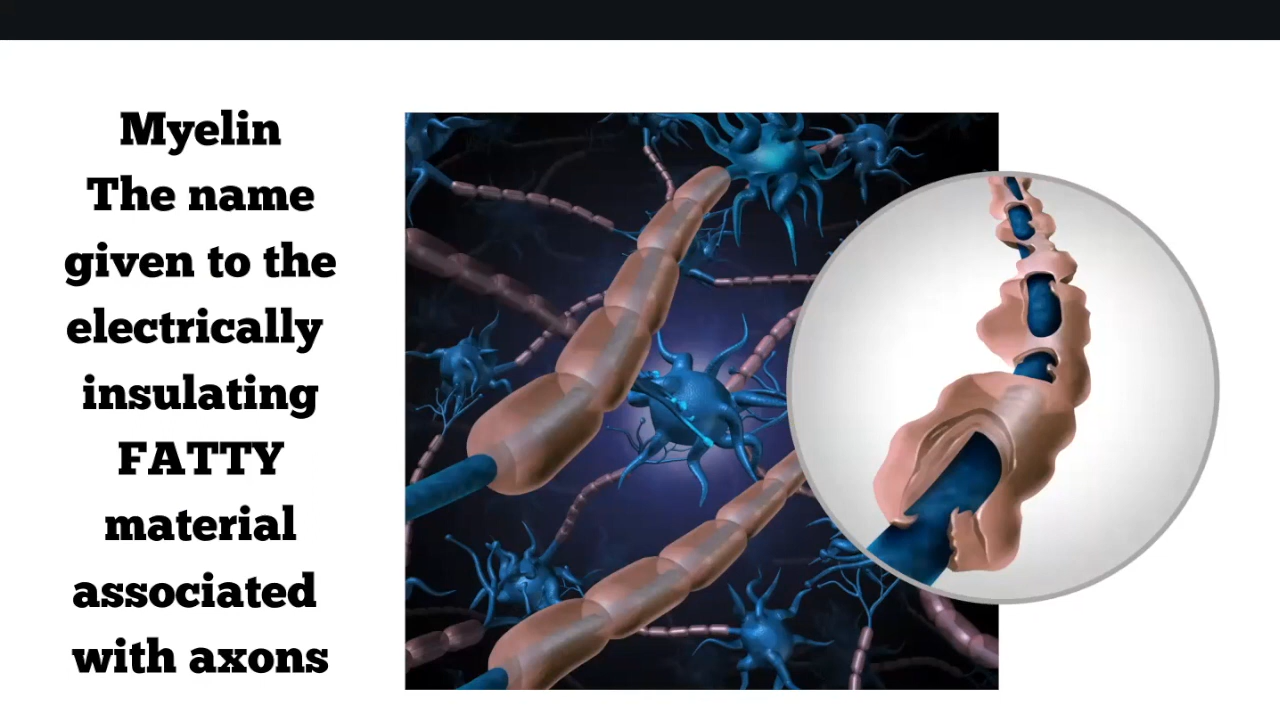 Myelin
The name
given to the
electrically
insulating
FATTY
material
associated
with axons